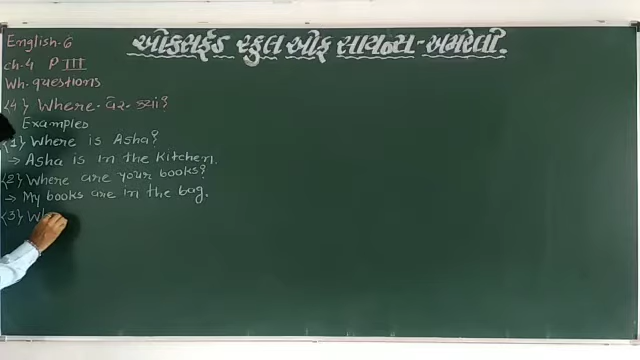 ઓક્સફર્ડ સ્કુલ ઓફ સાયન્સ - અમરેલી.
English-6
ch.4 P III
Wh. questions
{4} Where - વેર - ક્યાં?
Examples
{1} Where is Asha?
→ Asha is in the kitchen.
{2} Where are your books?
→ My books are in the bag.
{3} Wh